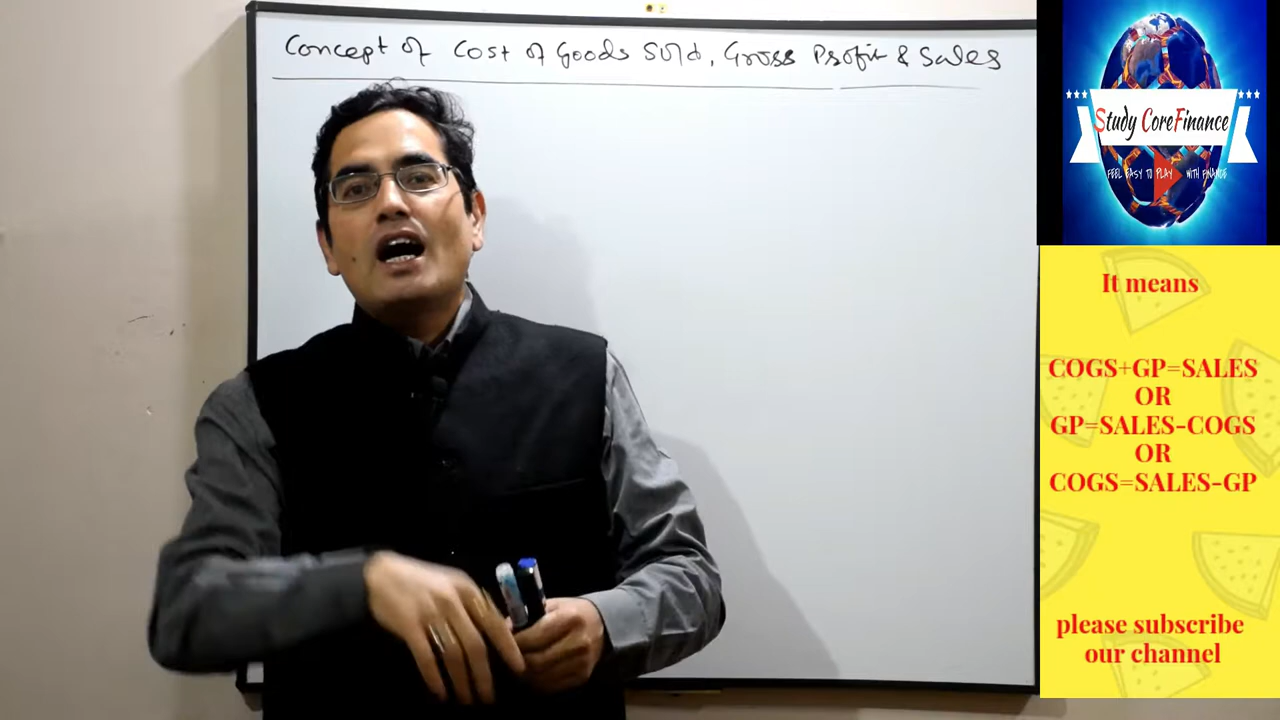 Concept of Cost of Goods Sold, Gross Profit & Sales
Study CoreFinance
FEEL EASY TO PLAY WITH FINANCE
It means
COGS+GP=SALES
OR
GP=SALES-COGS
OR
COGS=SALES-GP
please subscribe
our channel